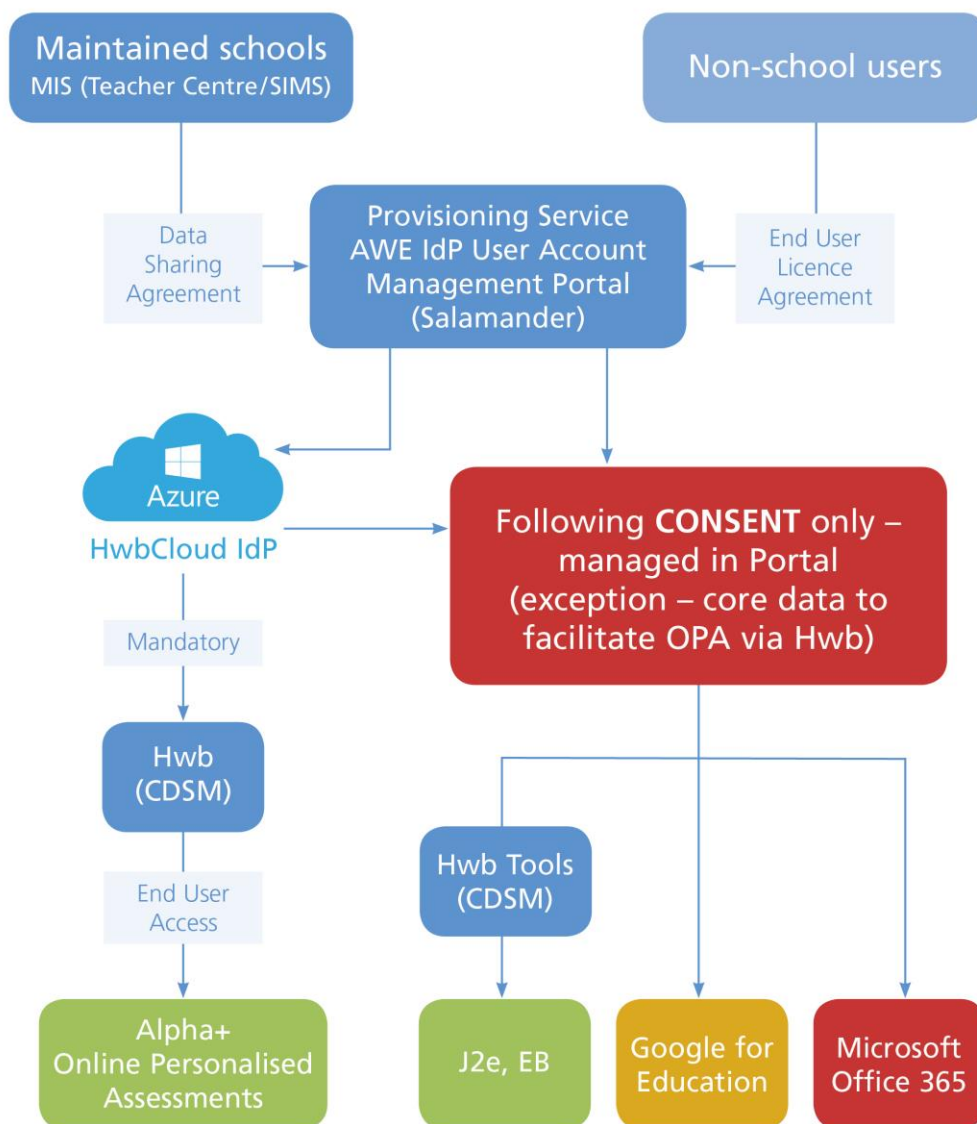 Maintained schools
MIS (Teacher Centre/SIMS)
Non-school users
Data
Sharing
Agreement
Provisioning Service
AWE IdP User Account
Management Portal
(Salamander)
End User
Licence
Agreement
Azure
HwbCloud IdP
Following CONSENT only –
managed in Portal
(exception – core data to
facilitate OPA via Hwb)
Mandatory
Hwb
(CDSM)
End User
Access
Hwb Tools
(CDSM)
Alpha+
Online Personalised
Assessments
J2e, EB
Google for
Education
Microsoft
Office 365